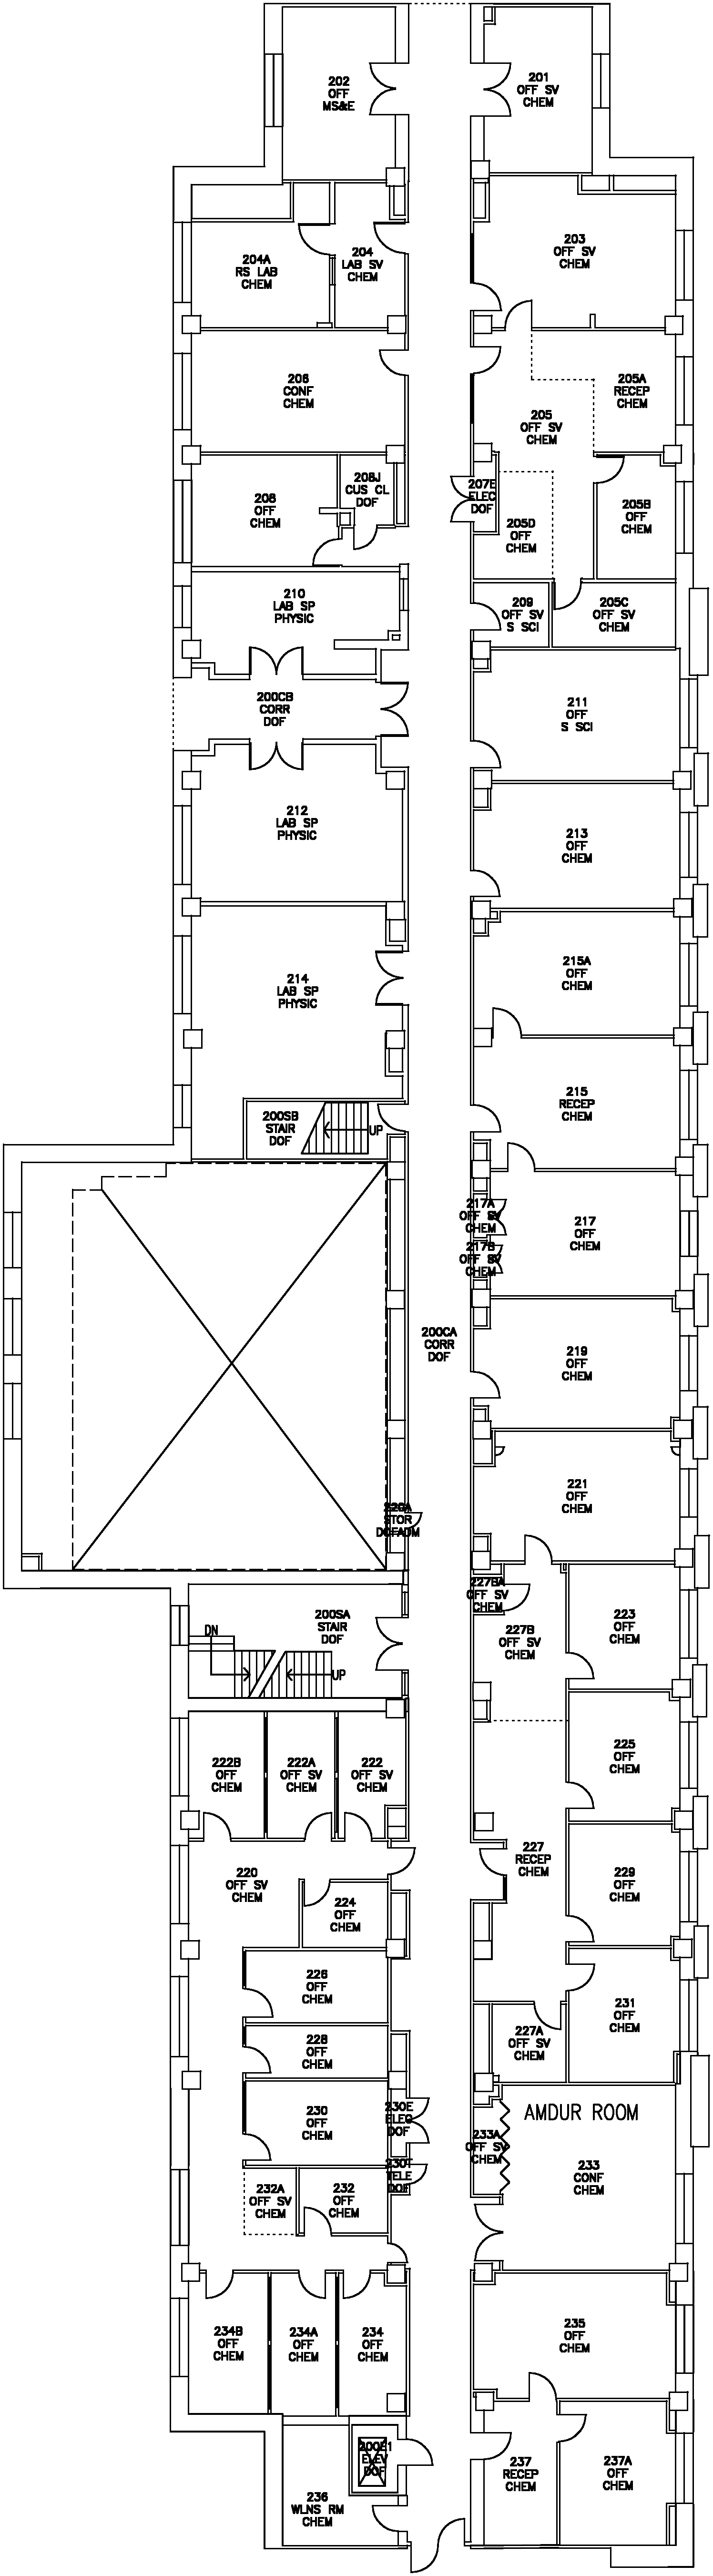 202
OFF
MS&E
201
OFF SV
CHEM
203
OFF SV
CHEM
204A
RS LAB
CHEM
204
LAB SV
CHEM
206
CONF
CHEM
205A
RECEP
CHEM
205
OFF SV
CHEM
208
OFF
CHEM
208J
CUS CL
DOF
207E
ELEC
DOF
205D
OFF
CHEM
205B
OFF
CHEM
210
LAB SP
PHYSIC
209
OFF SV
S SCI
205C
OFF SV
CHEM
200CB
CORR
DOF
211
OFF
S SCI
212
LAB SP
PHYSIC
213
OFF
CHEM
214
LAB SP
PHYSIC
215A
OFF
CHEM
215
RECEP
CHEM
200SB
STAIR
DOF
UP
217A
OFF SV
CHEM
217B
OFF SV
CHEM
217
OFF
CHEM
200CA
CORR
DOF
219
OFF
CHEM
221
OFF
CHEM
220A
STOR
DOFADM
227BA
OFF SV
CHEM
200SA
STAIR
DOF
DN
UP
227B
OFF SV
CHEM
223
OFF
CHEM
222B
OFF
CHEM
222A
OFF SV
CHEM
222
OFF SV
CHEM
225
OFF
CHEM
220
OFF SV
CHEM
227
RECEP
CHEM
229
OFF
CHEM
224
OFF
CHEM
226
OFF
CHEM
231
OFF
CHEM
228
OFF
CHEM
227A
OFF SV
CHEM
230
OFF
CHEM
230E
ELEC
DOF
AMDUR ROOM
233A
OFF SV
CHEM
233
CONF
CHEM
230T
TELE
DOF
232A
OFF SV
CHEM
232
OFF
CHEM
234B
OFF
CHEM
234A
OFF
CHEM
234
OFF
CHEM
235
OFF
CHEM
200E1
ELEV
DOF
237
RECEP
CHEM
237A
OFF
CHEM
236
WLNS RM
CHEM